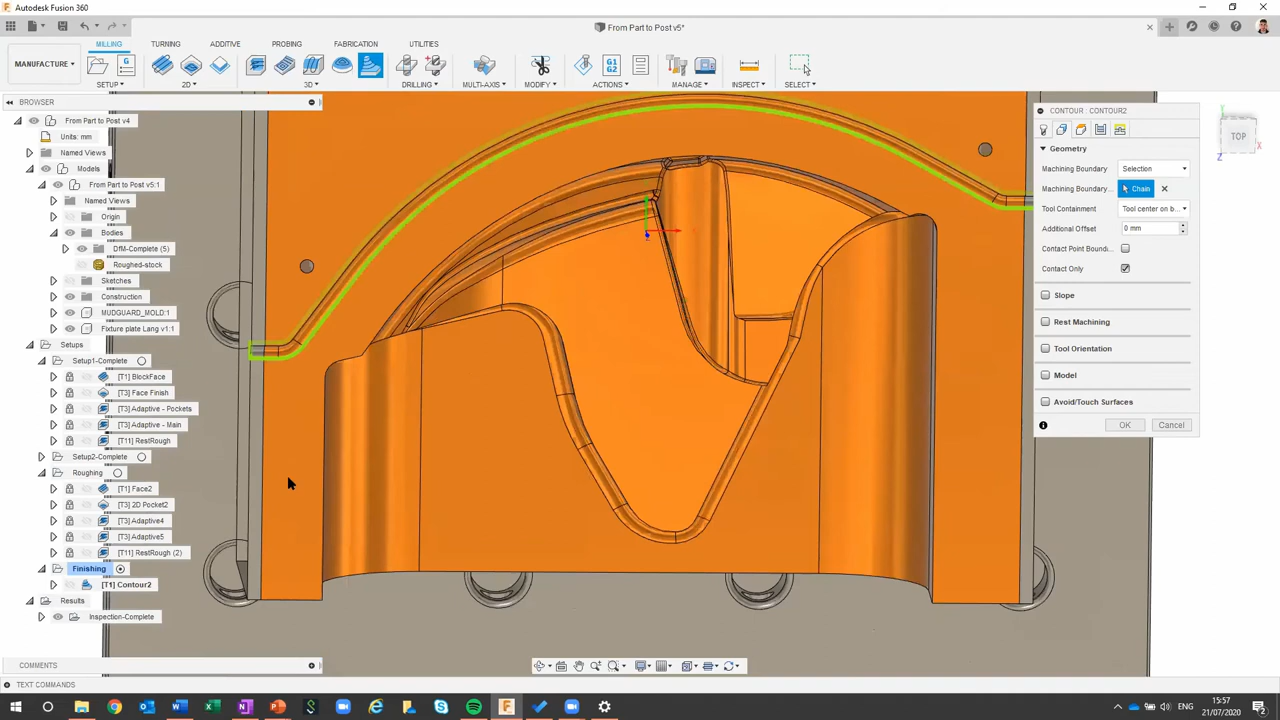 Autodesk Fusion 360
From Part to Post v5*
MILLING
TURNING
ADDITIVE
PROBING
FABRICATION
UTILITIES
MANUFACTURE
SETUP
2D
3D
DRILLING
MULTI-AXIS
MODIFY
G1
G2
ACTIONS
MANAGE
INSPECT
SELECT
BROWSER
From Part to Post v4
Units: mm
Named Views
Models
From Part to Post v5:1
Named Views
Origin
Bodies
DfM-Complete (5)
Roughed-stock
Sketches
Construction
MUDGUARD_MOLD:1
Fixture plate Lang v1:1
Setups
Setup1-Complete
[T1] BlockFace
[T3] Face Finish
[T3] Adaptive - Pockets
[T3] Adaptive - Main
[T11] RestRough
Setup2-Complete
Roughing
[T1] Face2
[T3] 2D Pocket2
[T3] Adaptive4
[T3] Adaptive5
[T11] RestRough (2)
Finishing
[T1] Contour2
Results
Inspection-Complete
CONTOUR: CONTOUR2
Geometry
Machining Boundary
Selection
Machining Boundary...
Chain
Tool Containment
Tool center on b...
Additional Offset
0 mm
Contact Point Bound...
Contact Only
Slope
Rest Machining
Tool Orientation
Model
Avoid/Touch Surfaces
OK
Cancel
TOP
X
Z
COMMENTS
TEXT COMMANDS
ENG
15:57
21/07/2020